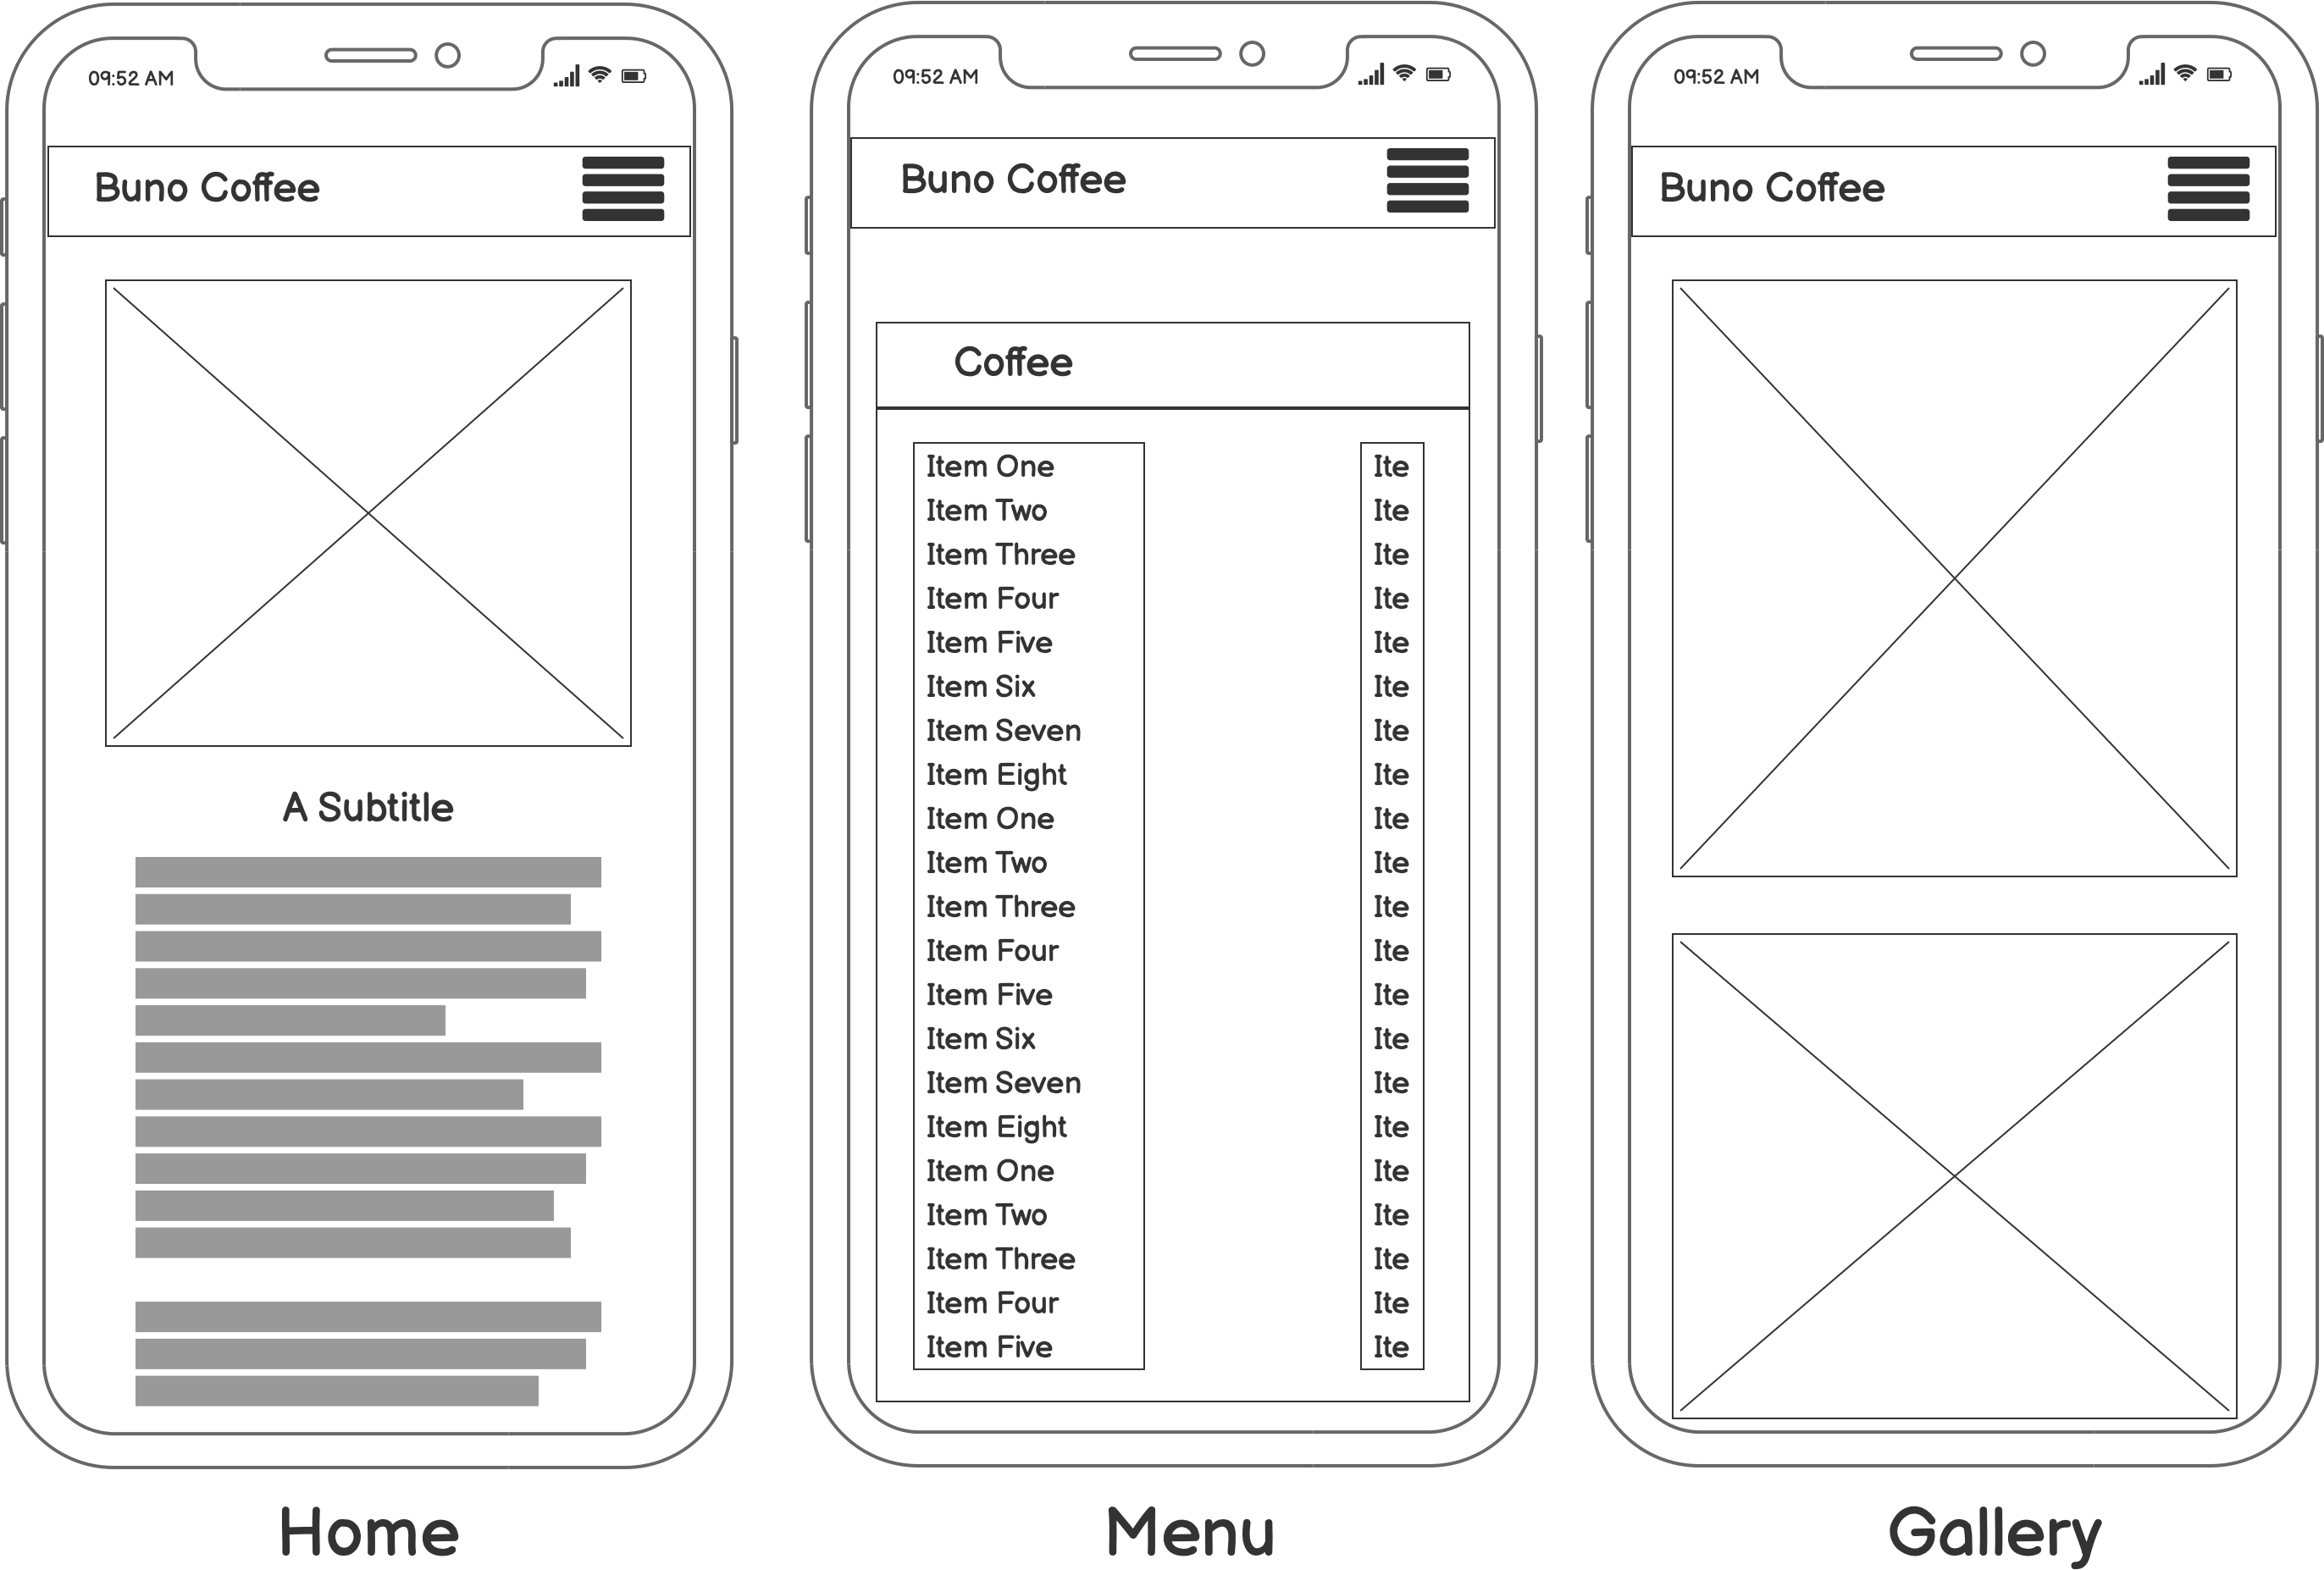 09:52 AM
Buno Coffee
A Subtitle
Home
09:52 AM
Buno Coffee
Coffee
Item One Ite
Item Two Ite
Item Three Ite
Item Four Ite
Item Five Ite
Item Six Ite
Item Seven Ite
Item Eight Ite
Item One Ite
Item Two Ite
Item Three Ite
Item Four Ite
Item Five Ite
Item Six Ite
Item Seven Ite
Item Eight Ite
Item One Ite
Item Two Ite
Item Three Ite
Item Four Ite
Item Five Ite
Menu
09:52 AM
Buno Coffee
Gallery